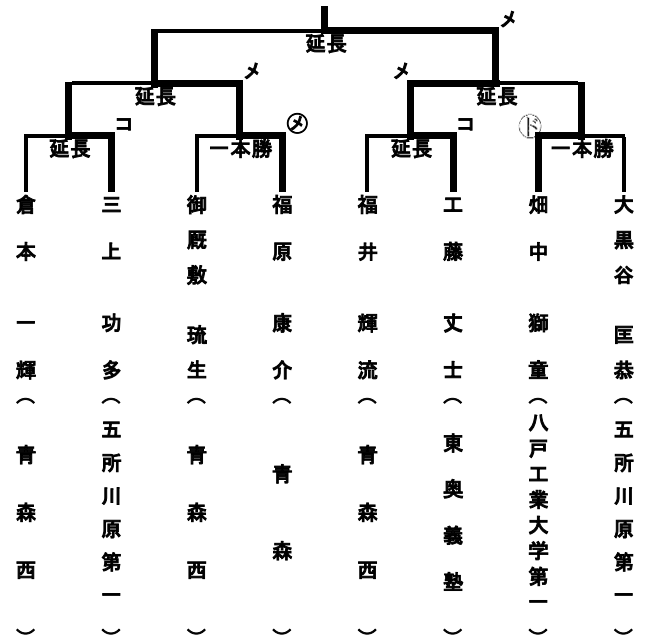 メ
延長
メ
メ
延長
延長
コ
㋱
コ
㋣゙
延長
一本勝
延長
一本勝
倉本 一輝（青森西）
三上 功多（五所川原第一）
御厩敷 琉生（青森西）
福原 康介（青森）
福井 輝流（青森西）
工藤 丈士（東奥義塾）
畑中 獅童（八戸工業大学第一）
大黒谷 匡恭（五所川原第一）